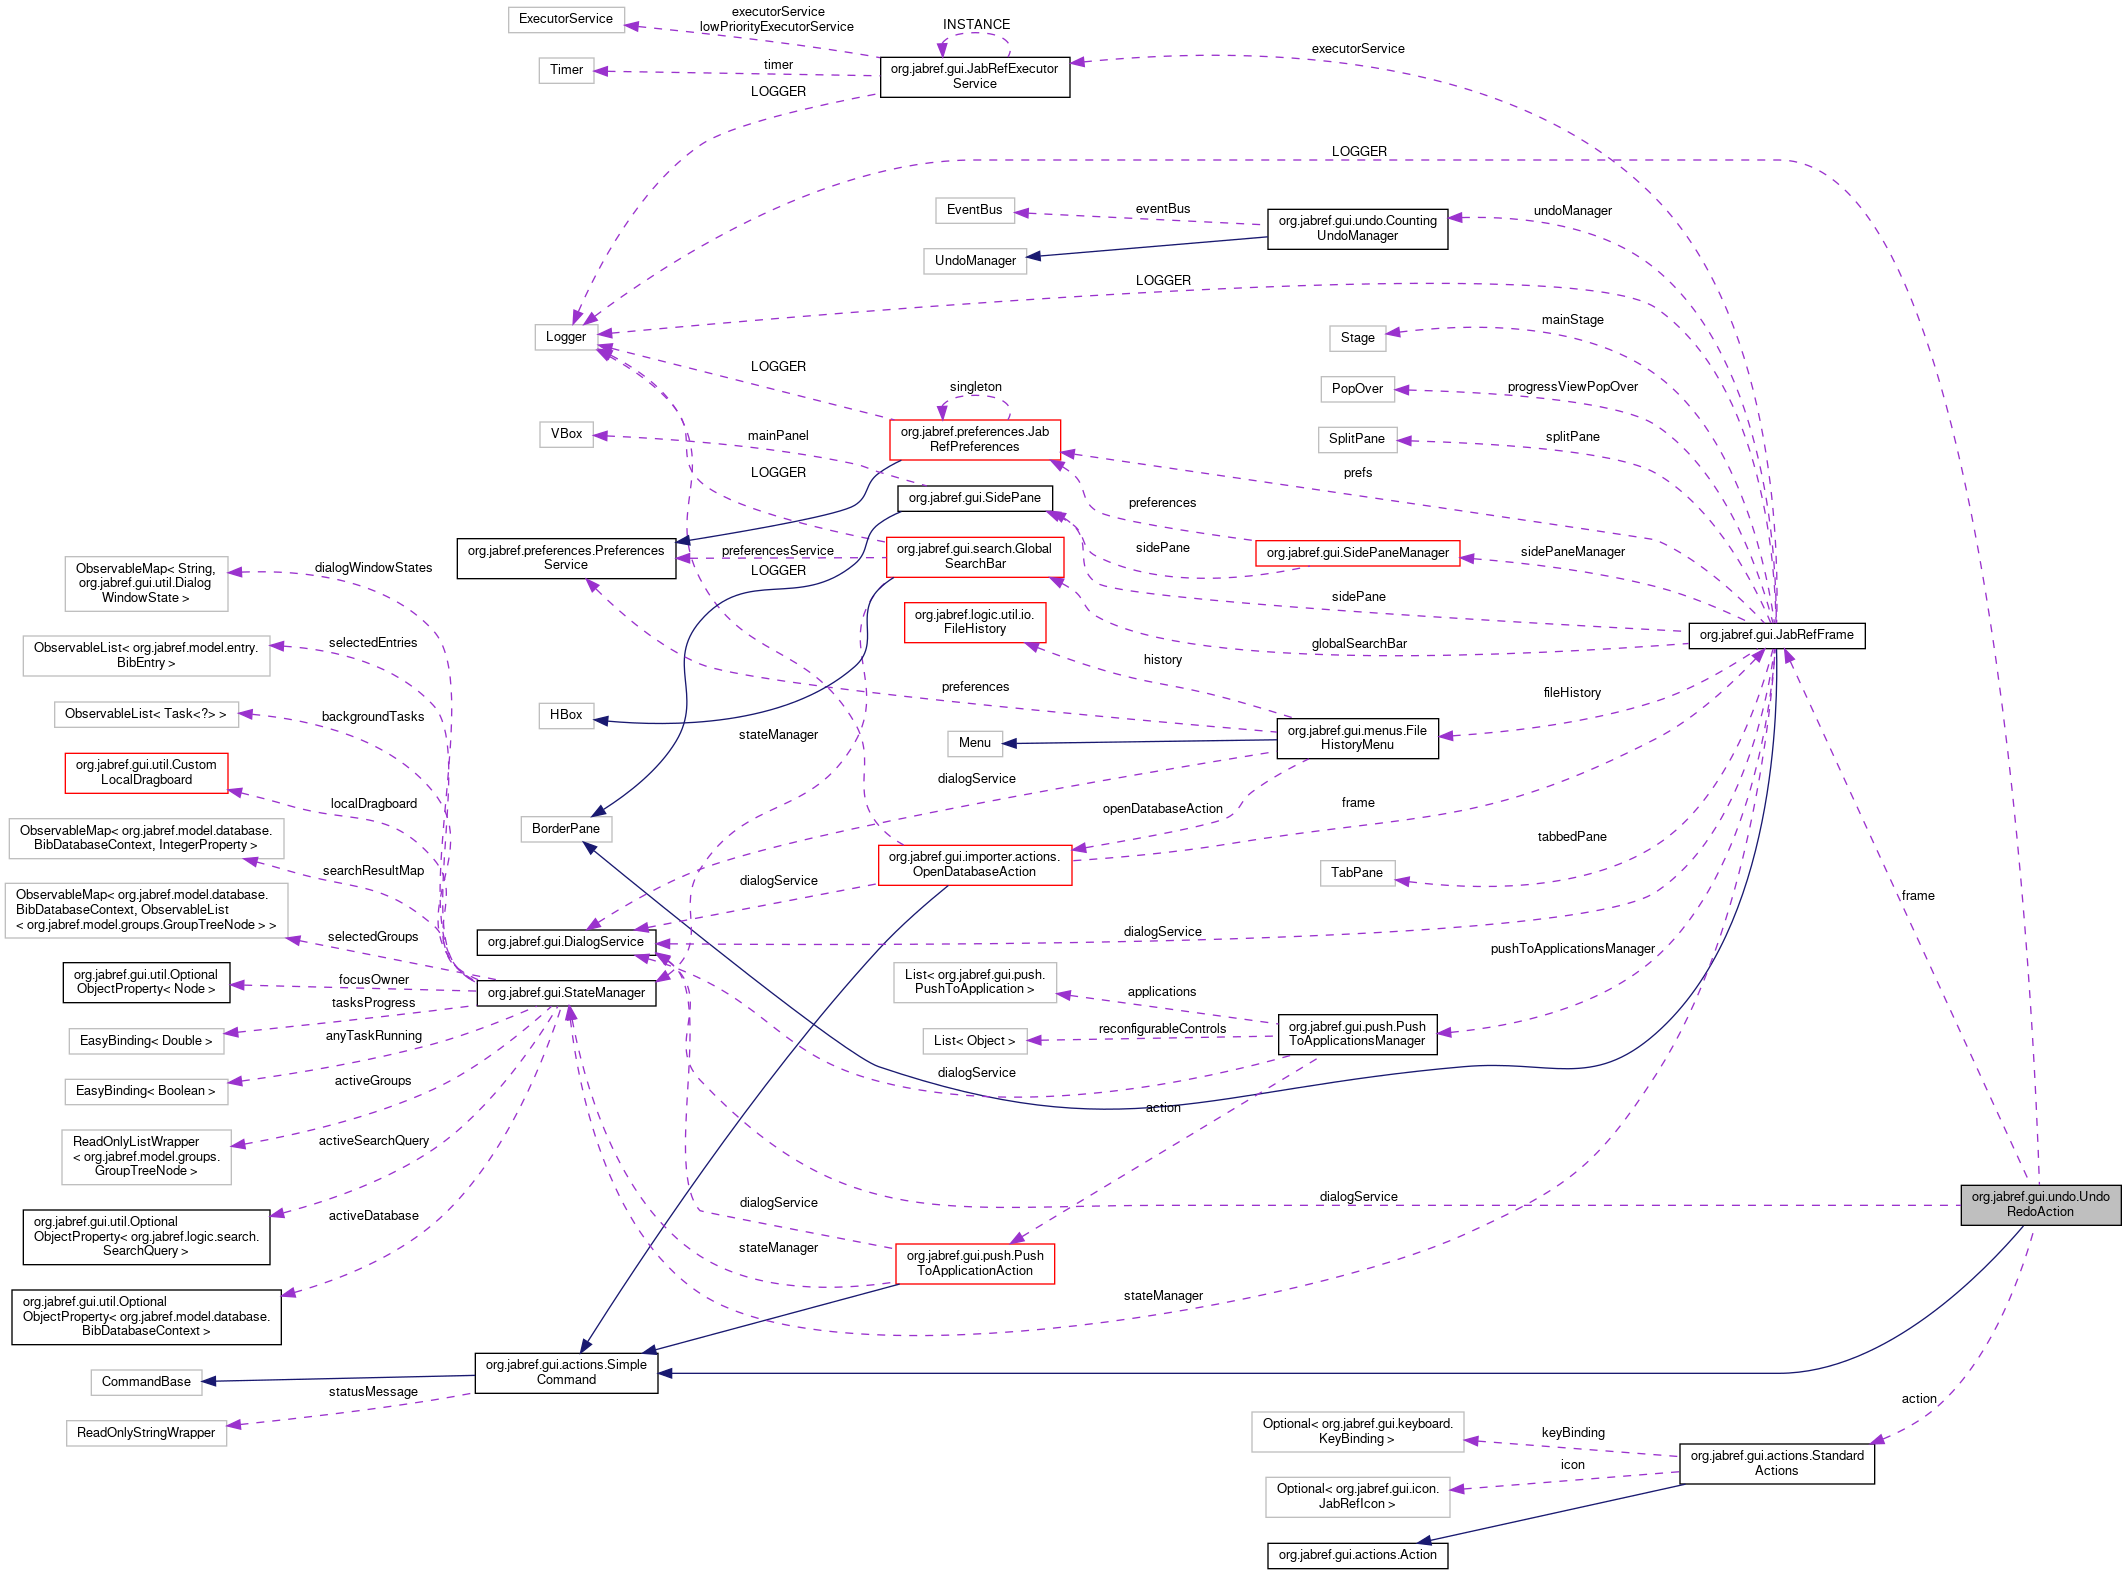 ExecutorService
executorService
lowPriorityExecutorService
INSTANCE
executorService
Timer
timer
org.jabref.gui.JabRefExecutor
Service
LOGGER
LOGGER
EventBus
eventBus
org.jabref.gui.undo.Counting
UndoManager
undoManager
UndoManager
LOGGER
Logger
Stage
mainStage
LOGGER
singleton
PopOver
progressViewPopOver
VBox
mainPanel
org.jabref.preferences.Jab
RefPreferences
SplitPane
splitPane
LOGGER
prefs
org.jabref.gui.SidePane
preferences
org.jabref.preferences.Preferences
Service
preferencesService
LOGGER
org.jabref.gui.search.Global
SearchBar
sidePane
org.jabref.gui.SidePaneManager
sidePaneManager
ObservableMap< String,
org.jabref.gui.util.Dialog
WindowState >
dialogWindowStates
sidePane
org.jabref.logic.util.io.
FileHistory
org.jabref.gui.JabRefFrame
ObservableList< org.jabref.model.entry.
BibEntry >
selectedEntries
globalSearchBar
history
preferences
fileHistory
ObservableList< Task<?> >
backgroundTasks
HBox
stateManager
Menu
org.jabref.gui.menus.File
HistoryMenu
org.jabref.gui.util.Custom
LocalDragboard
localDragboard
dialogService
openDatabaseAction
frame
ObservableMap< org.jabref.model.database.
BibDatabaseContext, IntegerProperty >
searchResultMap
BorderPane
tabbedPane
org.jabref.gui.importer.actions.
OpenDatabaseAction
TabPane
dialogService
frame
ObservableMap< org.jabref.model.database.
BibDatabaseContext, ObservableList
< org.jabref.model.groups.GroupTreeNode > >
selectedGroups
org.jabref.gui.DialogService
dialogService
pushToApplicationsManager
org.jabref.gui.util.Optional
ObjectProperty< Node >
focusOwner
org.jabref.gui.StateManager
List< org.jabref.gui.push.
PushToApplication >
applications
tasksProgress
EasyBinding< Double >
anyTaskRunning
List< Object >
reconfigurableControls
org.jabref.gui.push.Push
ToApplicationsManager
EasyBinding< Boolean >
activeGroups
dialogService
action
ReadOnlyListWrapper
< org.jabref.model.groups.
GroupTreeNode >
activeSearchQuery
org.jabref.gui.util.Optional
ObjectProperty< org.jabref.logic.search.
SearchQuery >
activeDatabase
dialogService
dialogService
org.jabref.gui.undo.Undo
RedoAction
stateManager
org.jabref.gui.push.Push
ToApplicationAction
org.jabref.gui.util.Optional
ObjectProperty< org.jabref.model.database.
BibDatabaseContext >
stateManager
CommandBase
statusMessage
org.jabref.gui.actions.Simple
Command
ReadOnlyStringWrapper
action
Optional< org.jabref.gui.keyboard.
KeyBinding >
keyBinding
org.jabref.gui.actions.Standard
Actions
icon
Optional< org.jabref.gui.icon.
JabRefIcon >
org.jabref.gui.actions.Action